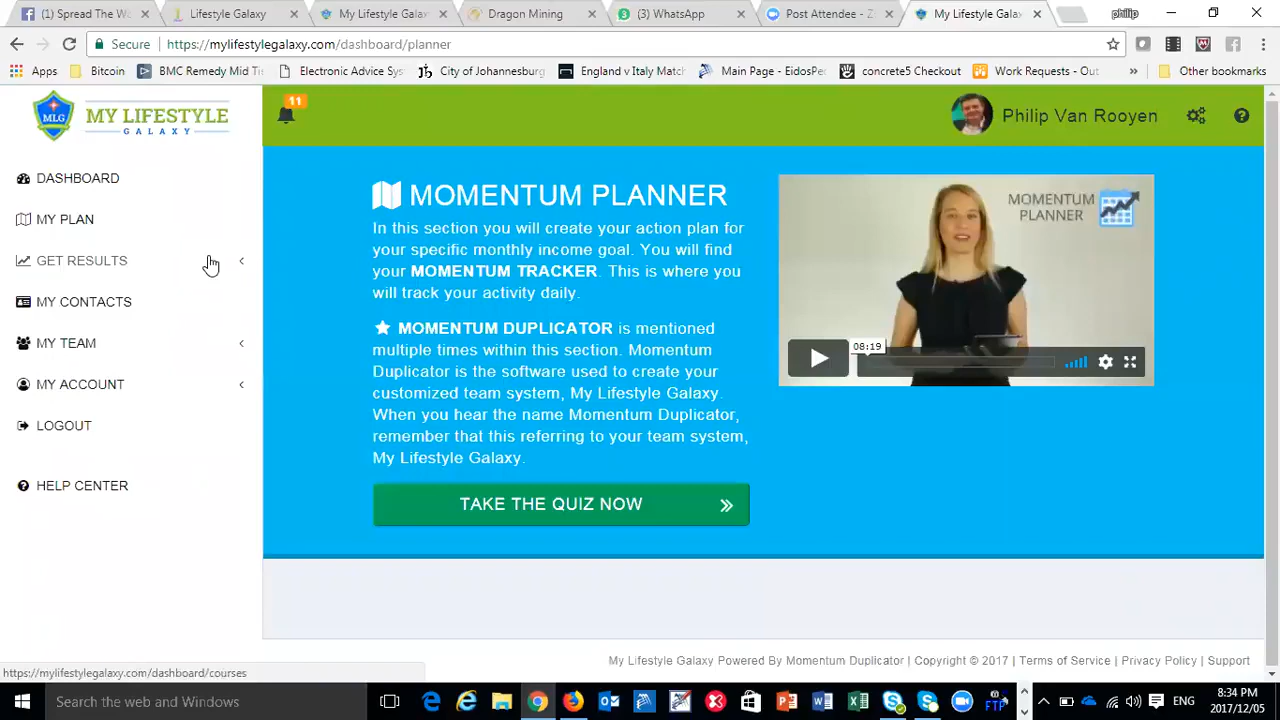 (1) Spread The Wo
Lifestyle Galaxy
My Lifestyle Galaxy
Dragon Mining
(3) WhatsApp
Post Attendee - Z
My Lifestyle Galaxy
philip
Secure
https://mylifestylegalaxy.com/dashboard/planner
Apps
Bitcoin
BMC Remedy Mid Ti
Electronic Advice Sys
City of Johannesburg
England v Italy Match
Main Page - EidosPe
concrete5 Checkout
Work Requests - Out
Other bookmarks
MLG
MY LIFESTYLE
GALAXY
11
Philip Van Rooyen
DASHBOARD
MY PLAN
GET RESULTS
MY CONTACTS
MY TEAM
MY ACCOUNT
LOGOUT
HELP CENTER
MOMENTUM PLANNER
In this section you will create your action plan for
your specific monthly income goal. You will find
your MOMENTUM TRACKER. This is where you
will track your activity daily.
MOMENTUM DUPLICATOR is mentioned
multiple times within this section. Momentum
Duplicator is the software used to create your
customized team system, My Lifestyle Galaxy.
When you hear the name Momentum Duplicator,
remember that this referring to your team system,
My Lifestyle Galaxy.
TAKE THE QUIZ NOW
MOMENTUM
PLANNER
08:19
My Lifestyle Galaxy Powered By Momentum Duplicator | Copyright © 2017 | Terms of Service | Privacy Policy | Support
https://mylifestylegalaxy.com/dashboard/courses
Search the web and Windows
FTP
ENG
8:34 PM
2017/12/05